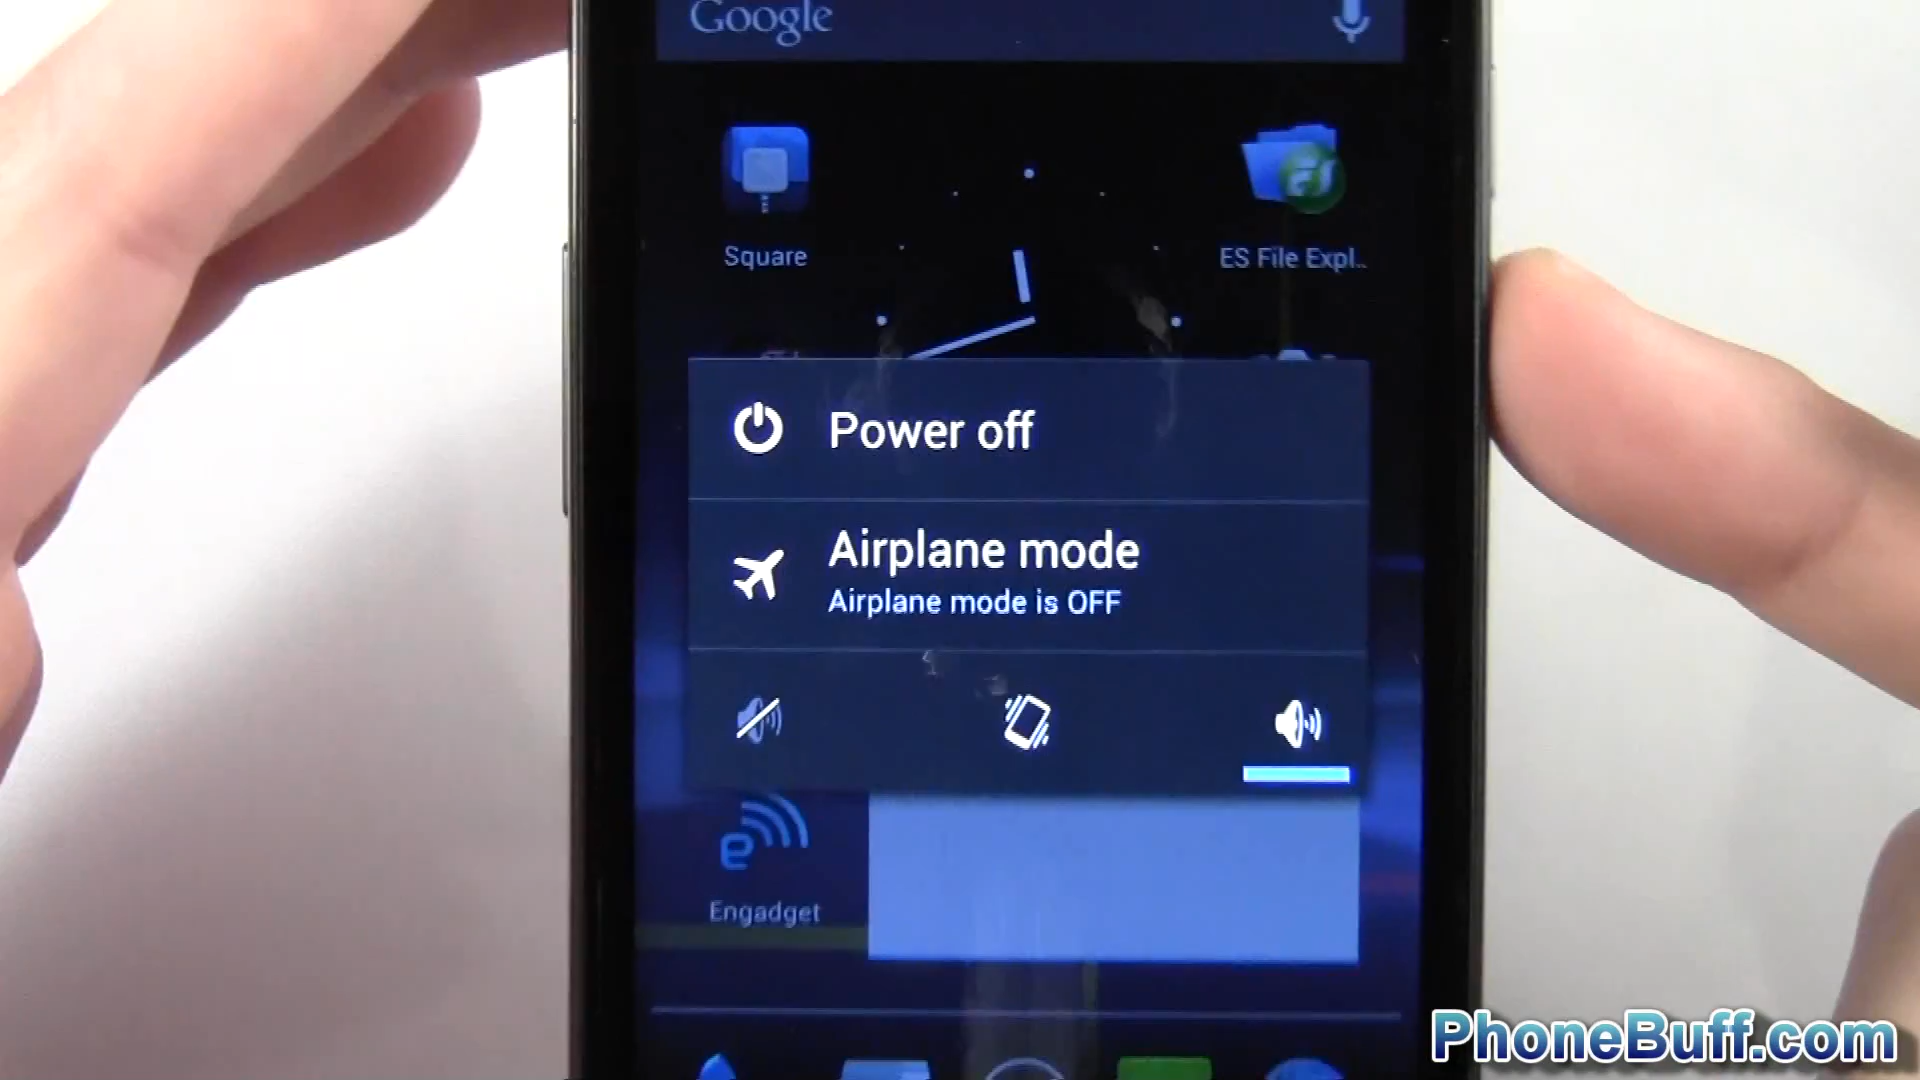 Google
Square
ES File Expl..
Power off
Airplane mode
Airplane mode is OFF
Engadget
PhoneBuff.com